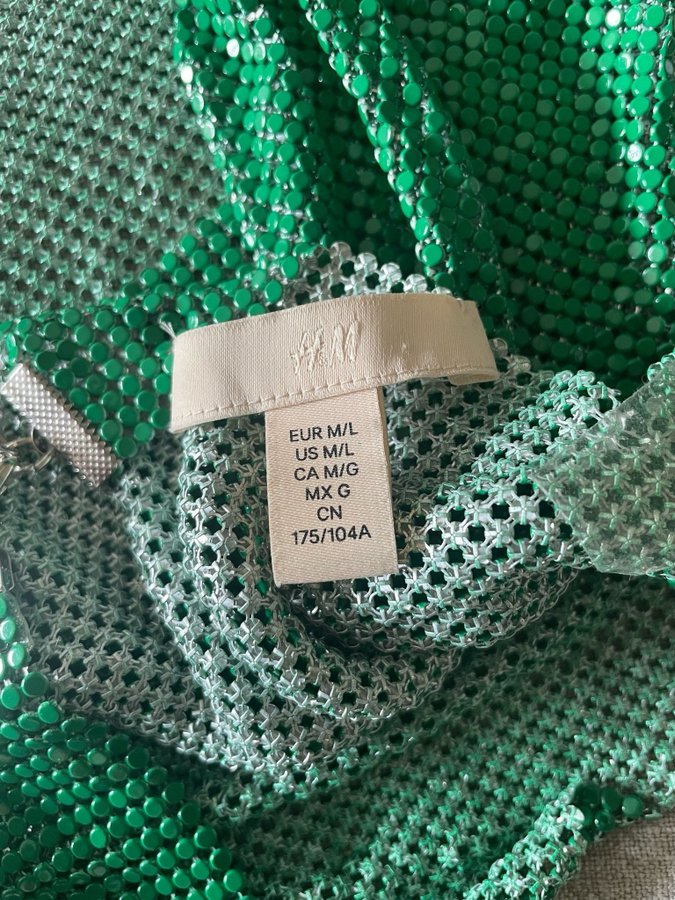 H&M
EUR M/L
US M/L
CA M/G
MX G
CN
175/104A